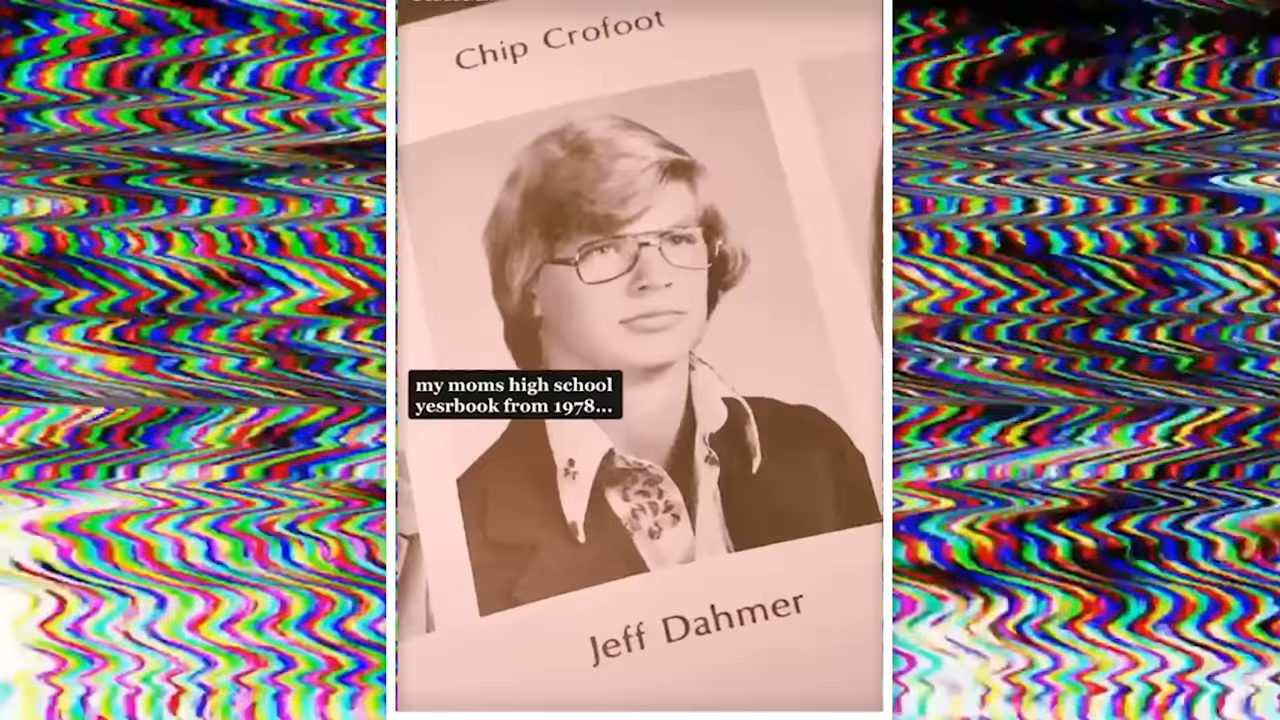 Chip Crofoot
my moms high school
yesrbook from 1978...
Jeff Dahmer